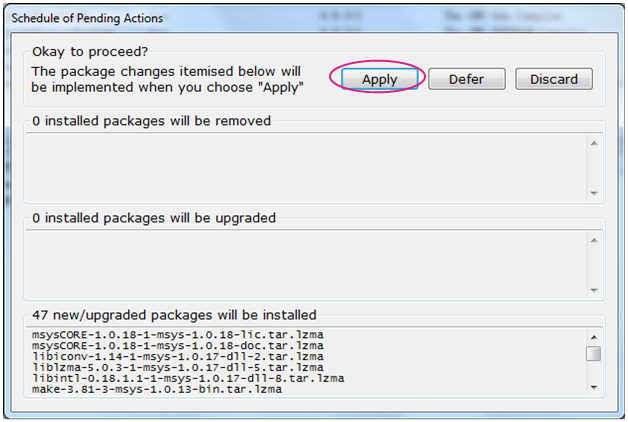 Schedule of Pending Actions
Okay to proceed?
The package changes itemised below will
be implemented when you choose "Apply"
Apply
Defer
Discard
0 installed packages will be removed
0 installed packages will be upgraded
47 new/upgraded packages will be installed
msysCORE-1.0.18-1-msys-1.0.18-lic.tar.lzma
msysCORE-1.0.18-1-msys-1.0.18-doc.tar.lzma
libiconv-1.14-1-msys-1.0.17-dll-2.tar.lzma
liblzma-5.0.3-1-msys-1.0.17-dll-5.tar.lzma
libintl-0.18.1.1-1-msys-1.0.17-dll-8.tar.lzma
make-3.81-3-msys-1.0.13-bin.tar.lzma